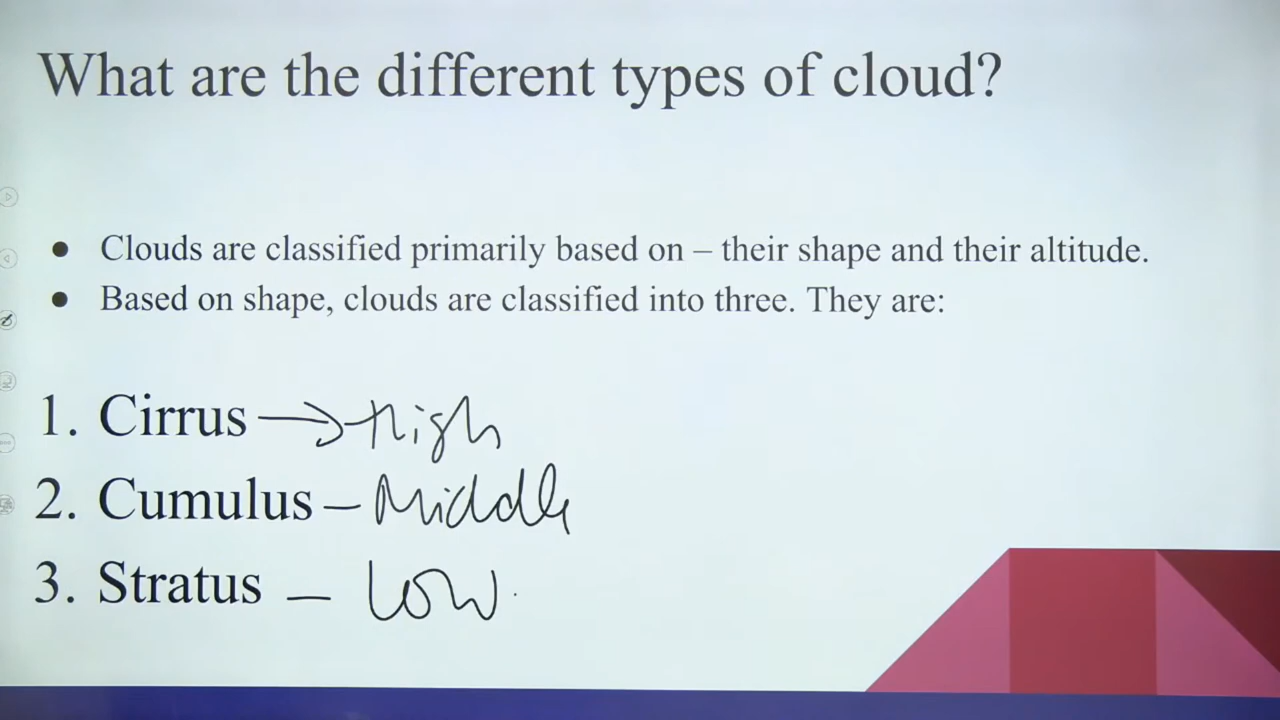 What are the different types of cloud?
● Clouds are classified primarily based on – their shape and their altitude.
● Based on shape, clouds are classified into three. They are:
1. Cirrus → High
2. Cumulus – Middle
3. Stratus – Low